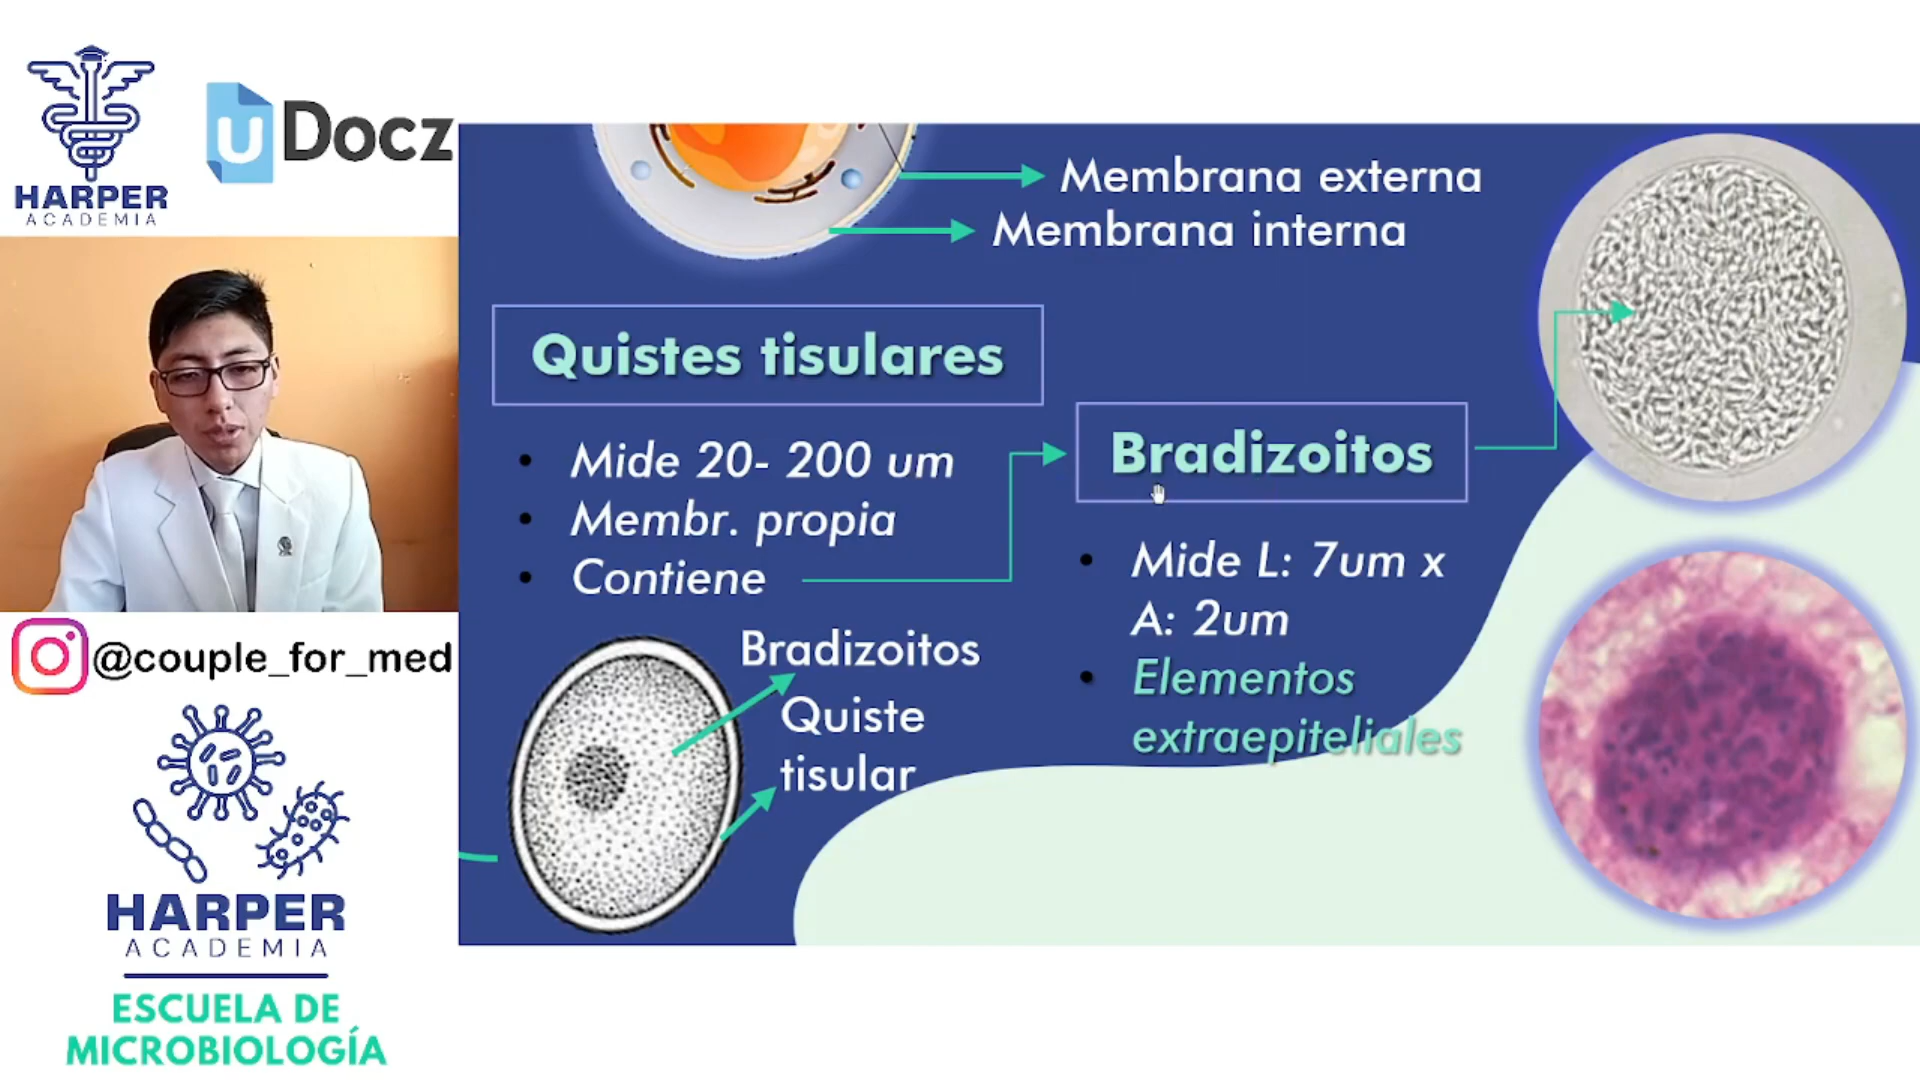 HARPER
ACADEMIA
uDocz
@couple_for_med
HARPER
ACADEMIA
ESCUELA DE
MICROBIOLOGÍA
Membrana externa
Membrana interna
Quistes tisulares
• Mide 20- 200 um
• Membr. propia
• Contiene
Bradizoitos
Quiste
tisular
Bradizoitos
• Mide L: 7um x
A: 2um
• Elementos
extraepiteliales